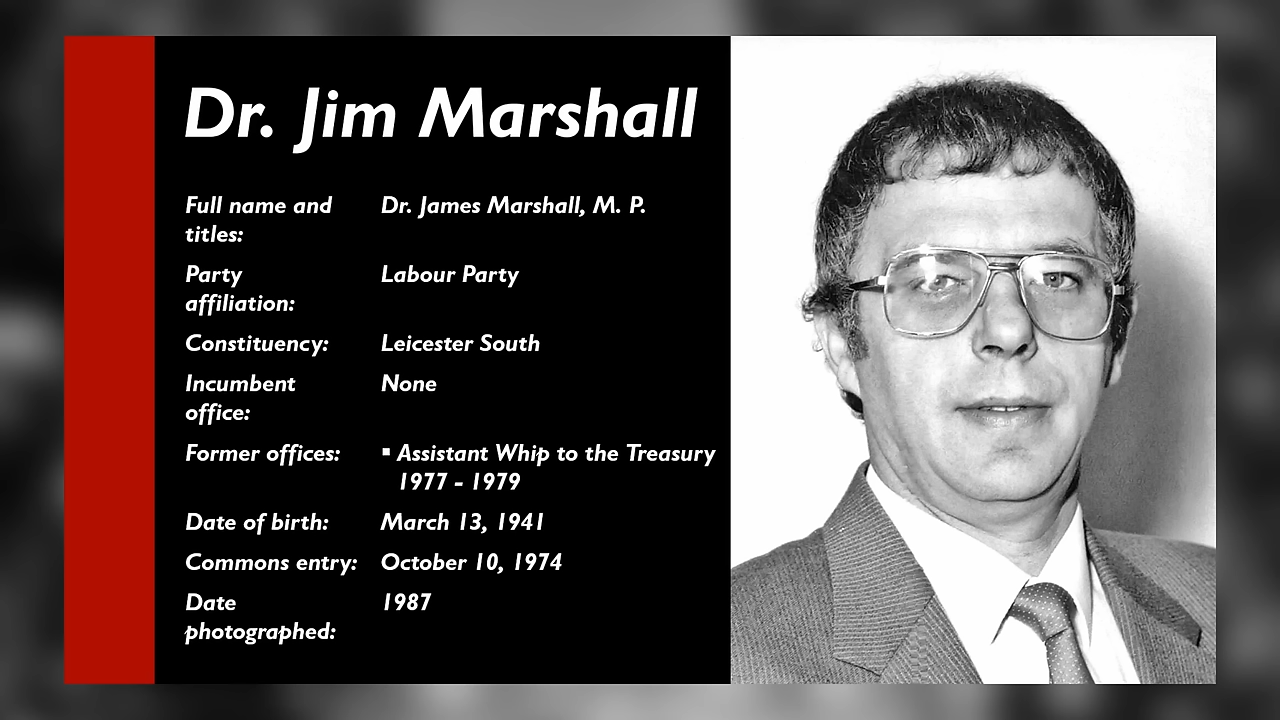 Dr. Jim Marshall
Full name and titles: Dr. James Marshall, M. P.
Party affiliation: Labour Party
Constituency: Leicester South
Incumbent office: None
Former offices: ▪ Assistant Whip to the Treasury
1977 - 1979
Date of birth: March 13, 1941
Commons entry: October 10, 1974
Date photographed: 1987